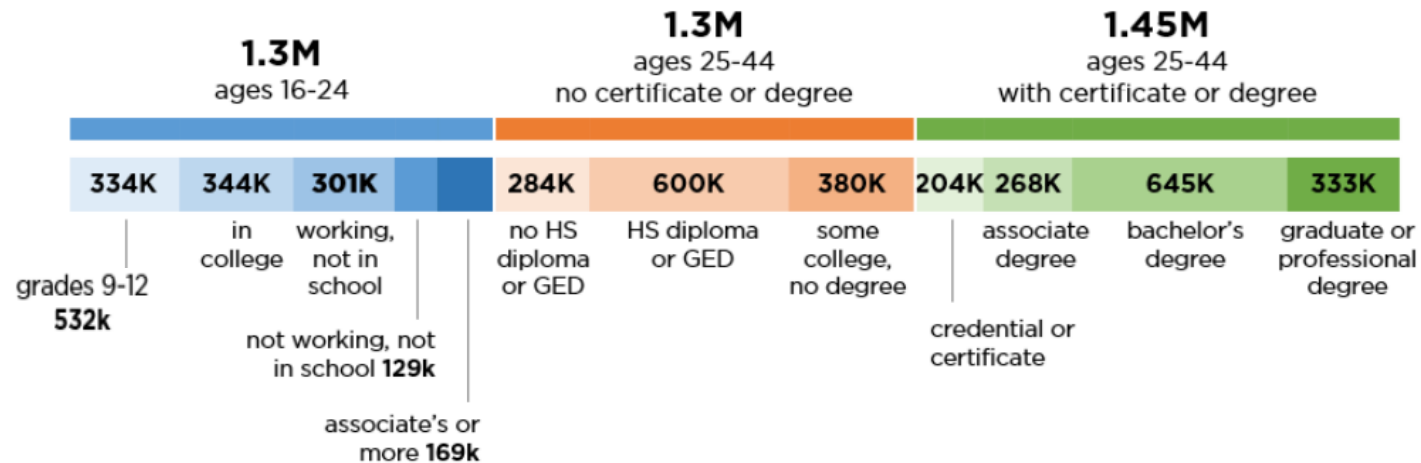 1.3M
ages 16-24
1.3M
ages 25-44
no certificate or degree
1.45M
ages 25-44
with certificate or degree
334K
344K
301K
284K
600K
380K
204K
268K
645K
333K
grades 9-12
532k
in
college
working,
not in
school
not working, not
in school 129k
associate's or
more 169k
no HS
diploma
or GED
HS diploma
or GED
some
college,
no degree
credential or
certificate
associate
degree
bachelor's
degree
graduate or
professional
degree